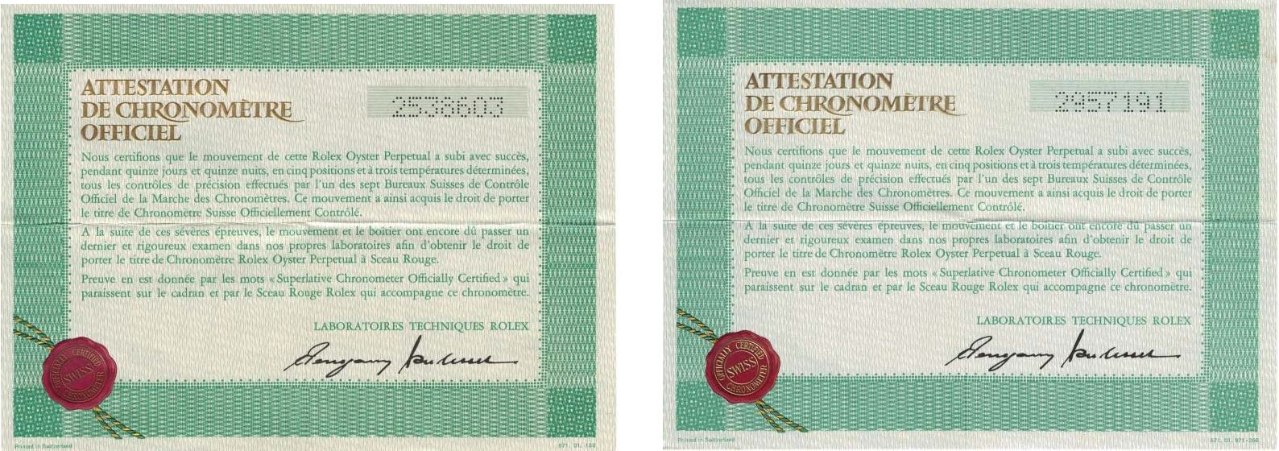 ATTESTATION
DE CHRONOMÈTRE
OFFICIEL
2538603
Nous certifions que le mouvement de cette Rolex Oyster Perpetual a subi avec succès,
pendant quinze jours et quinze nuits, en cinq positions et à trois températures déterminées,
tous les contrôles de précision effectués par l'un des sept Bureaux Suisses de Contrôle
Officiel de la Marche des Chronomètres. Ce mouvement a ainsi acquis le droit de porter
le titre de Chronomètre Suisse Officiellement Contrôlé.
A la suite de ces sévères épreuves, le mouvement et le boîtier ont encore dû passer un
dernier et rigoureux examen dans nos propres laboratoires afin d'obtenir le droit de
porter le titre de Chronomètre Rolex Oyster Perpetual à Sceau Rouge.
Preuve en est donnée par les mots « Superlative Chronometer Officially Certified » qui
paraissent sur le cadran et par le Sceau Rouge Rolex qui accompagne ce chronomètre.
LABORATOIRES TECHNIQUES ROLEX
OFFICIALLY CERTIFIED
SWISS
CHRONOMETER
Printed in Switzerland
ATTESTATION
DE CHRONOMÈTRE
OFFICIEL
2957191
Nous certifions que le mouvement de cette Rolex Oyster Perpetual a subi avec succès,
pendant quinze jours et quinze nuits, en cinq positions et à trois températures déterminées,
tous les contrôles de précision effectués par l'un des sept Bureaux Suisses de Contrôle
Officiel de la Marche des Chronomètres. Ce mouvement a ainsi acquis le droit de porter
le titre de Chronomètre Suisse Officiellement Contrôlé.
A la suite de ces sévères épreuves, le mouvement et le boîtier ont encore dû passer un
dernier et rigoureux examen dans nos propres laboratoires afin d'obtenir le droit de
porter le titre de Chronomètre Rolex Oyster Perpetual à Sceau Rouge.
Preuve en est donnée par les mots « Superlative Chronometer Officially Certified » qui
paraissent sur le cadran et par le Sceau Rouge Rolex qui accompagne ce chronomètre.
LABORATOIRES TECHNIQUES ROLEX
OFFICIALLY CERTIFIED
SWISS
CHRONOMETER
Printed in Switzerland